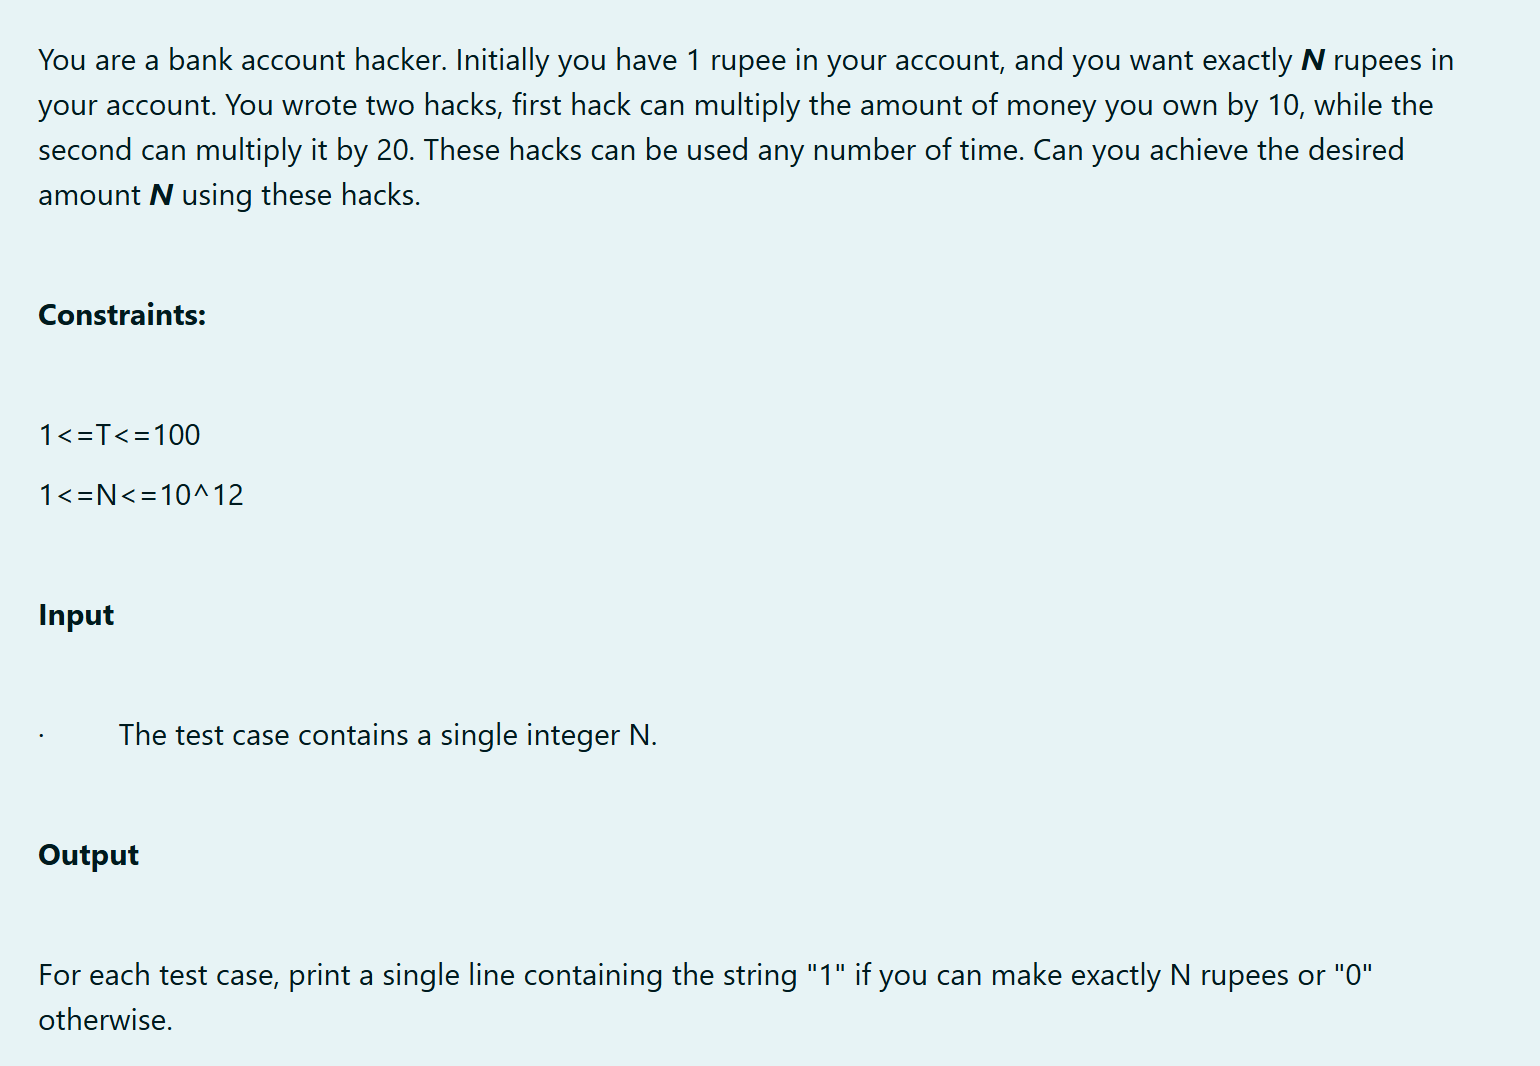 You are a bank account hacker. Initially you have 1 rupee in your account, and you want exactly N rupees in
your account. You wrote two hacks, first hack can multiply the amount of money you own by 10, while the
second can multiply it by 20. These hacks can be used any number of time. Can you achieve the desired
amount N using these hacks.
Constraints:
1<=T<=100
1<=N<=10^12
Input
· The test case contains a single integer N.
Output
For each test case, print a single line containing the string "1" if you can make exactly N rupees or "0"
otherwise.